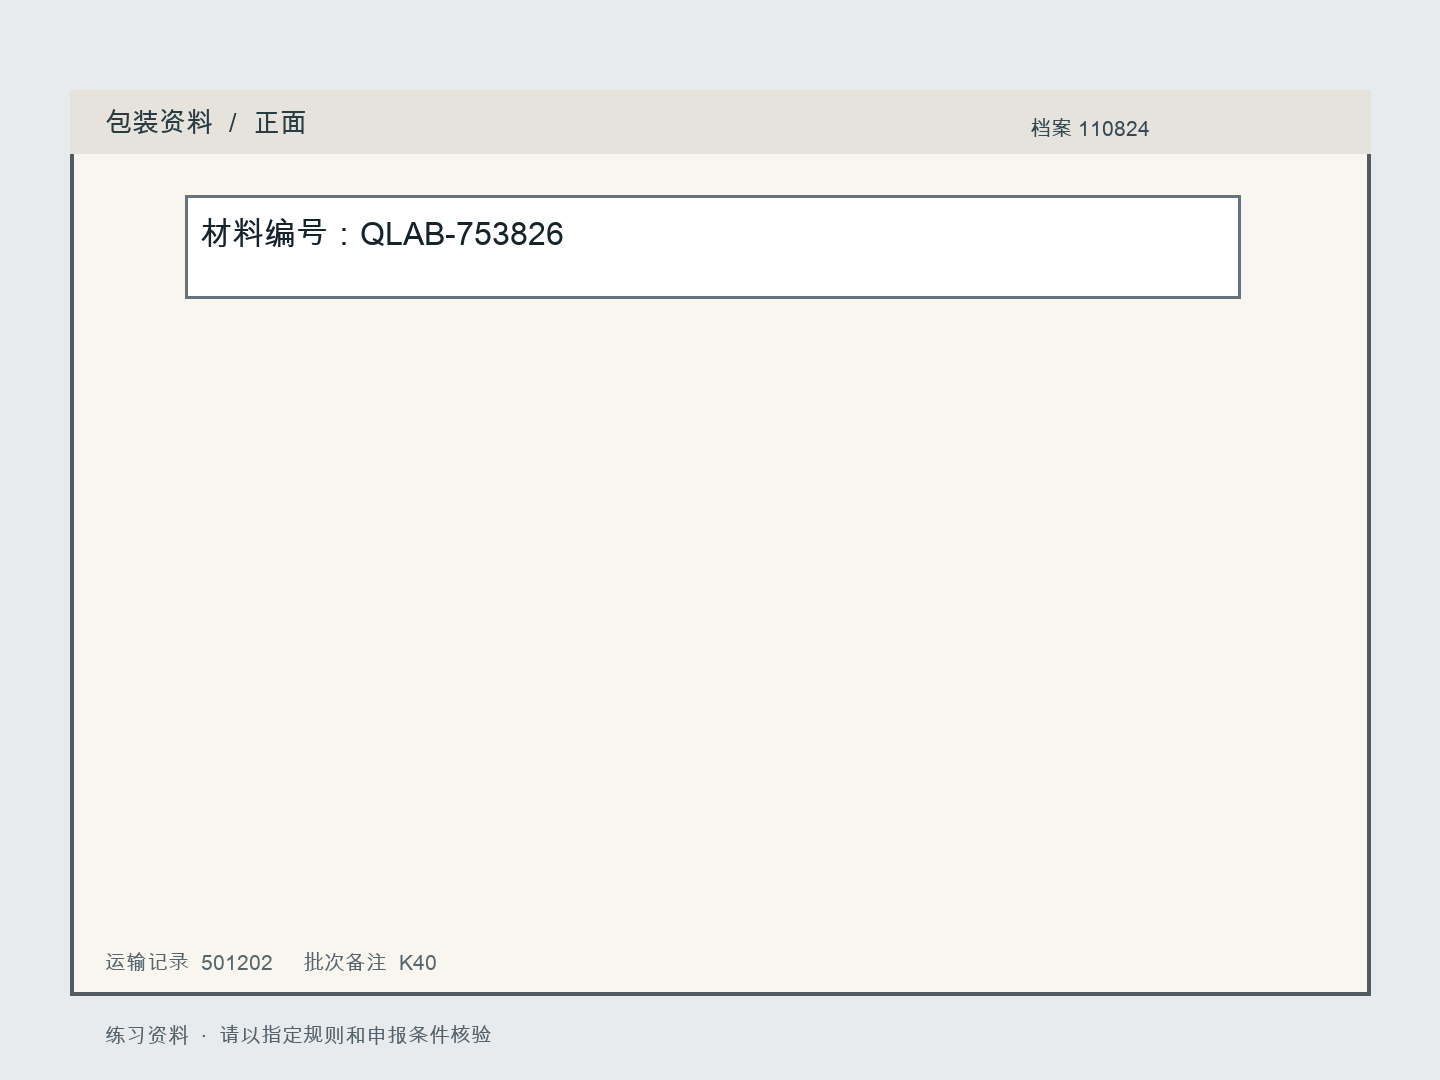 包装资料 / 正面
档案 110824
材料编号：QLAB-753826
运输记录 501202 批次备注 K40
练习资料 · 请以指定规则和申报条件核验